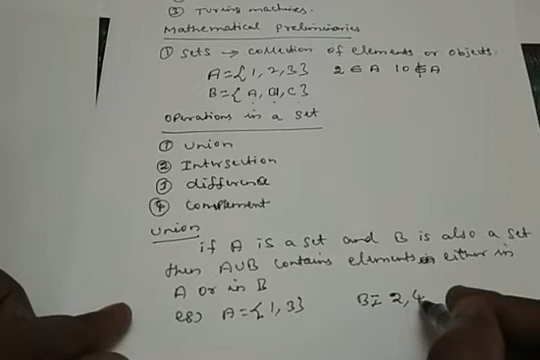 ③ Turing machines.
Mathematical preliminaries
① Sets → collection of elements or objects.
A={1,2,3} 2 ∈ A 10 ∉ A
B={A, B, C}
Operations in a set
① Union
② Intersection
③ difference
④ complement
Union
if A is a set and B is also a set
then AUB contains elements either in
A or in B
eg) A={1,3} B= 2,4